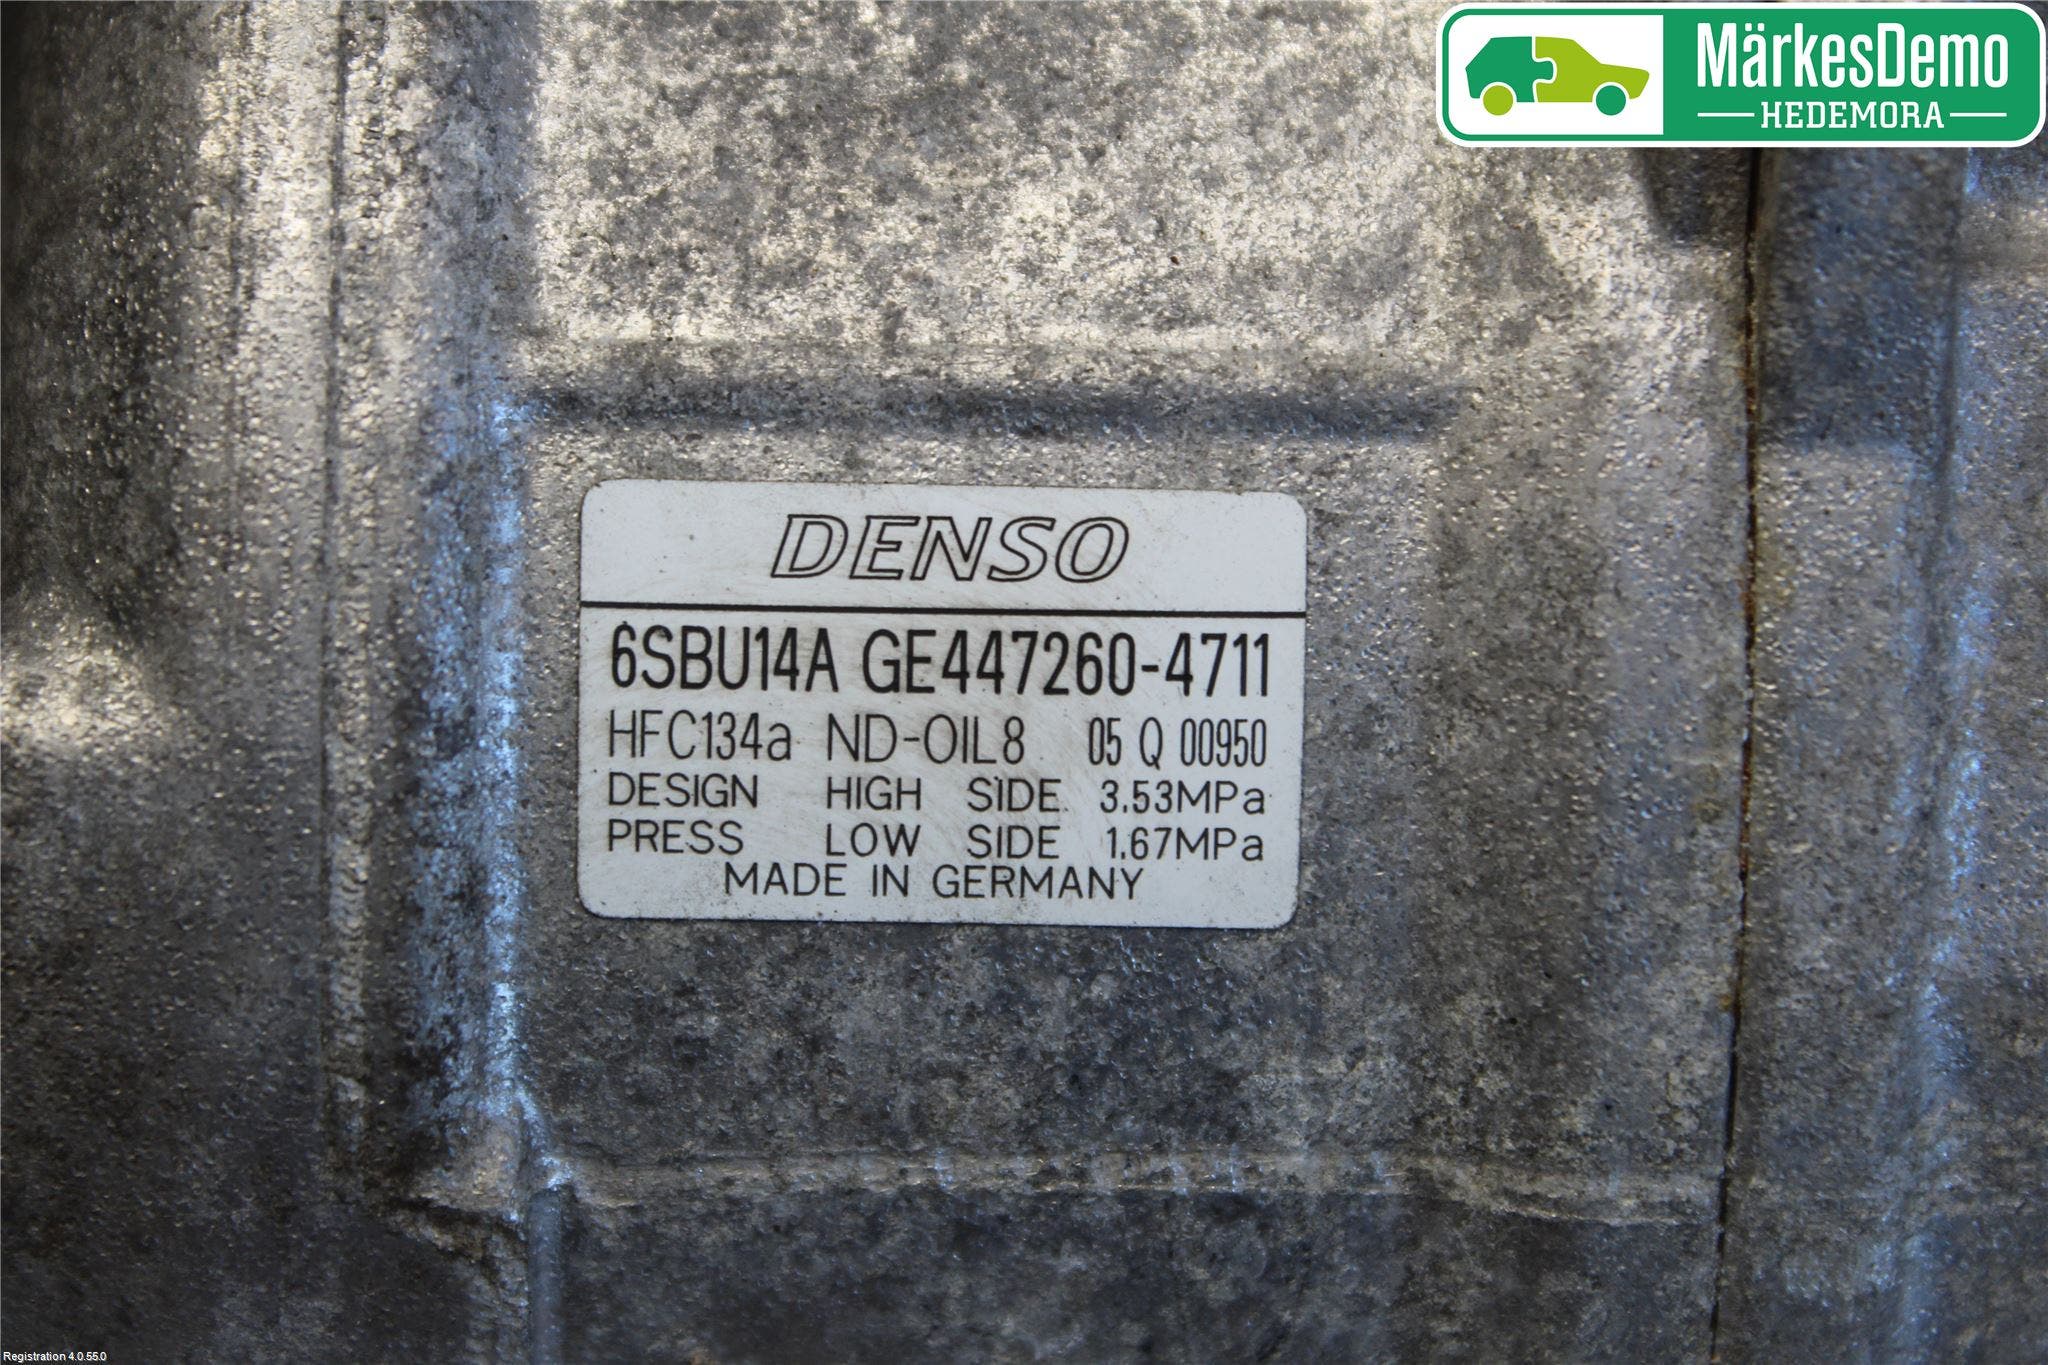 MärkesDemo
HEDEMORA
DENSO
6SBU14A GE447260-4711
HFC134a ND-OIL8 05 Q 00950
DESIGN HIGH SIDE 3.53MPa
PRESS LOW SIDE 1.67MPa
MADE IN GERMANY
Registration 4.0.55.0